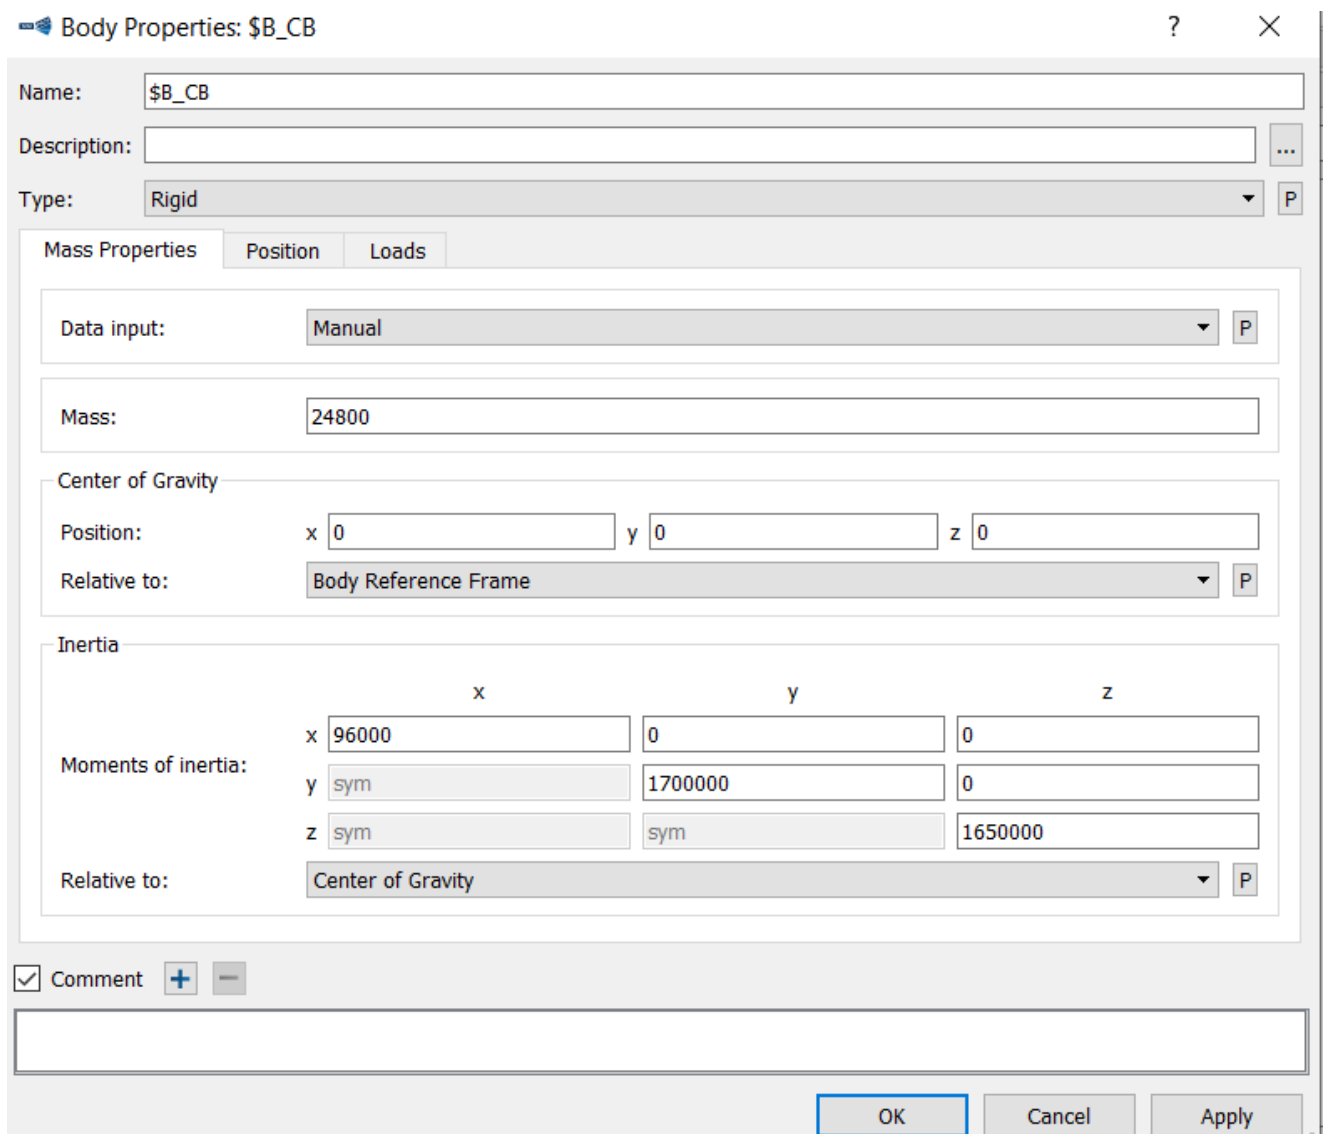 Body Properties: $B_CB ?
Name: $B_CB
Description: ...
Type: Rigid P
Mass Properties Position Loads
Data input: Manual P
Mass: 24800
Center of Gravity
Position: x 0 y 0 z 0
Relative to: Body Reference Frame P
Inertia
x y z
x 96000 0 0
Moments of inertia:
y sym 1700000 0
z sym sym 1650000
Relative to: Center of Gravity P
Comment + −
OK Cancel Apply